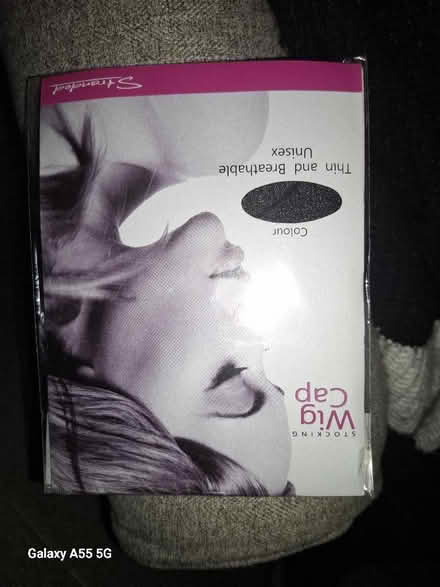 STOCKING
Wig
Cap
Colour
Thin and Breathable
Unisex
Stranded
Galaxy A55 5G